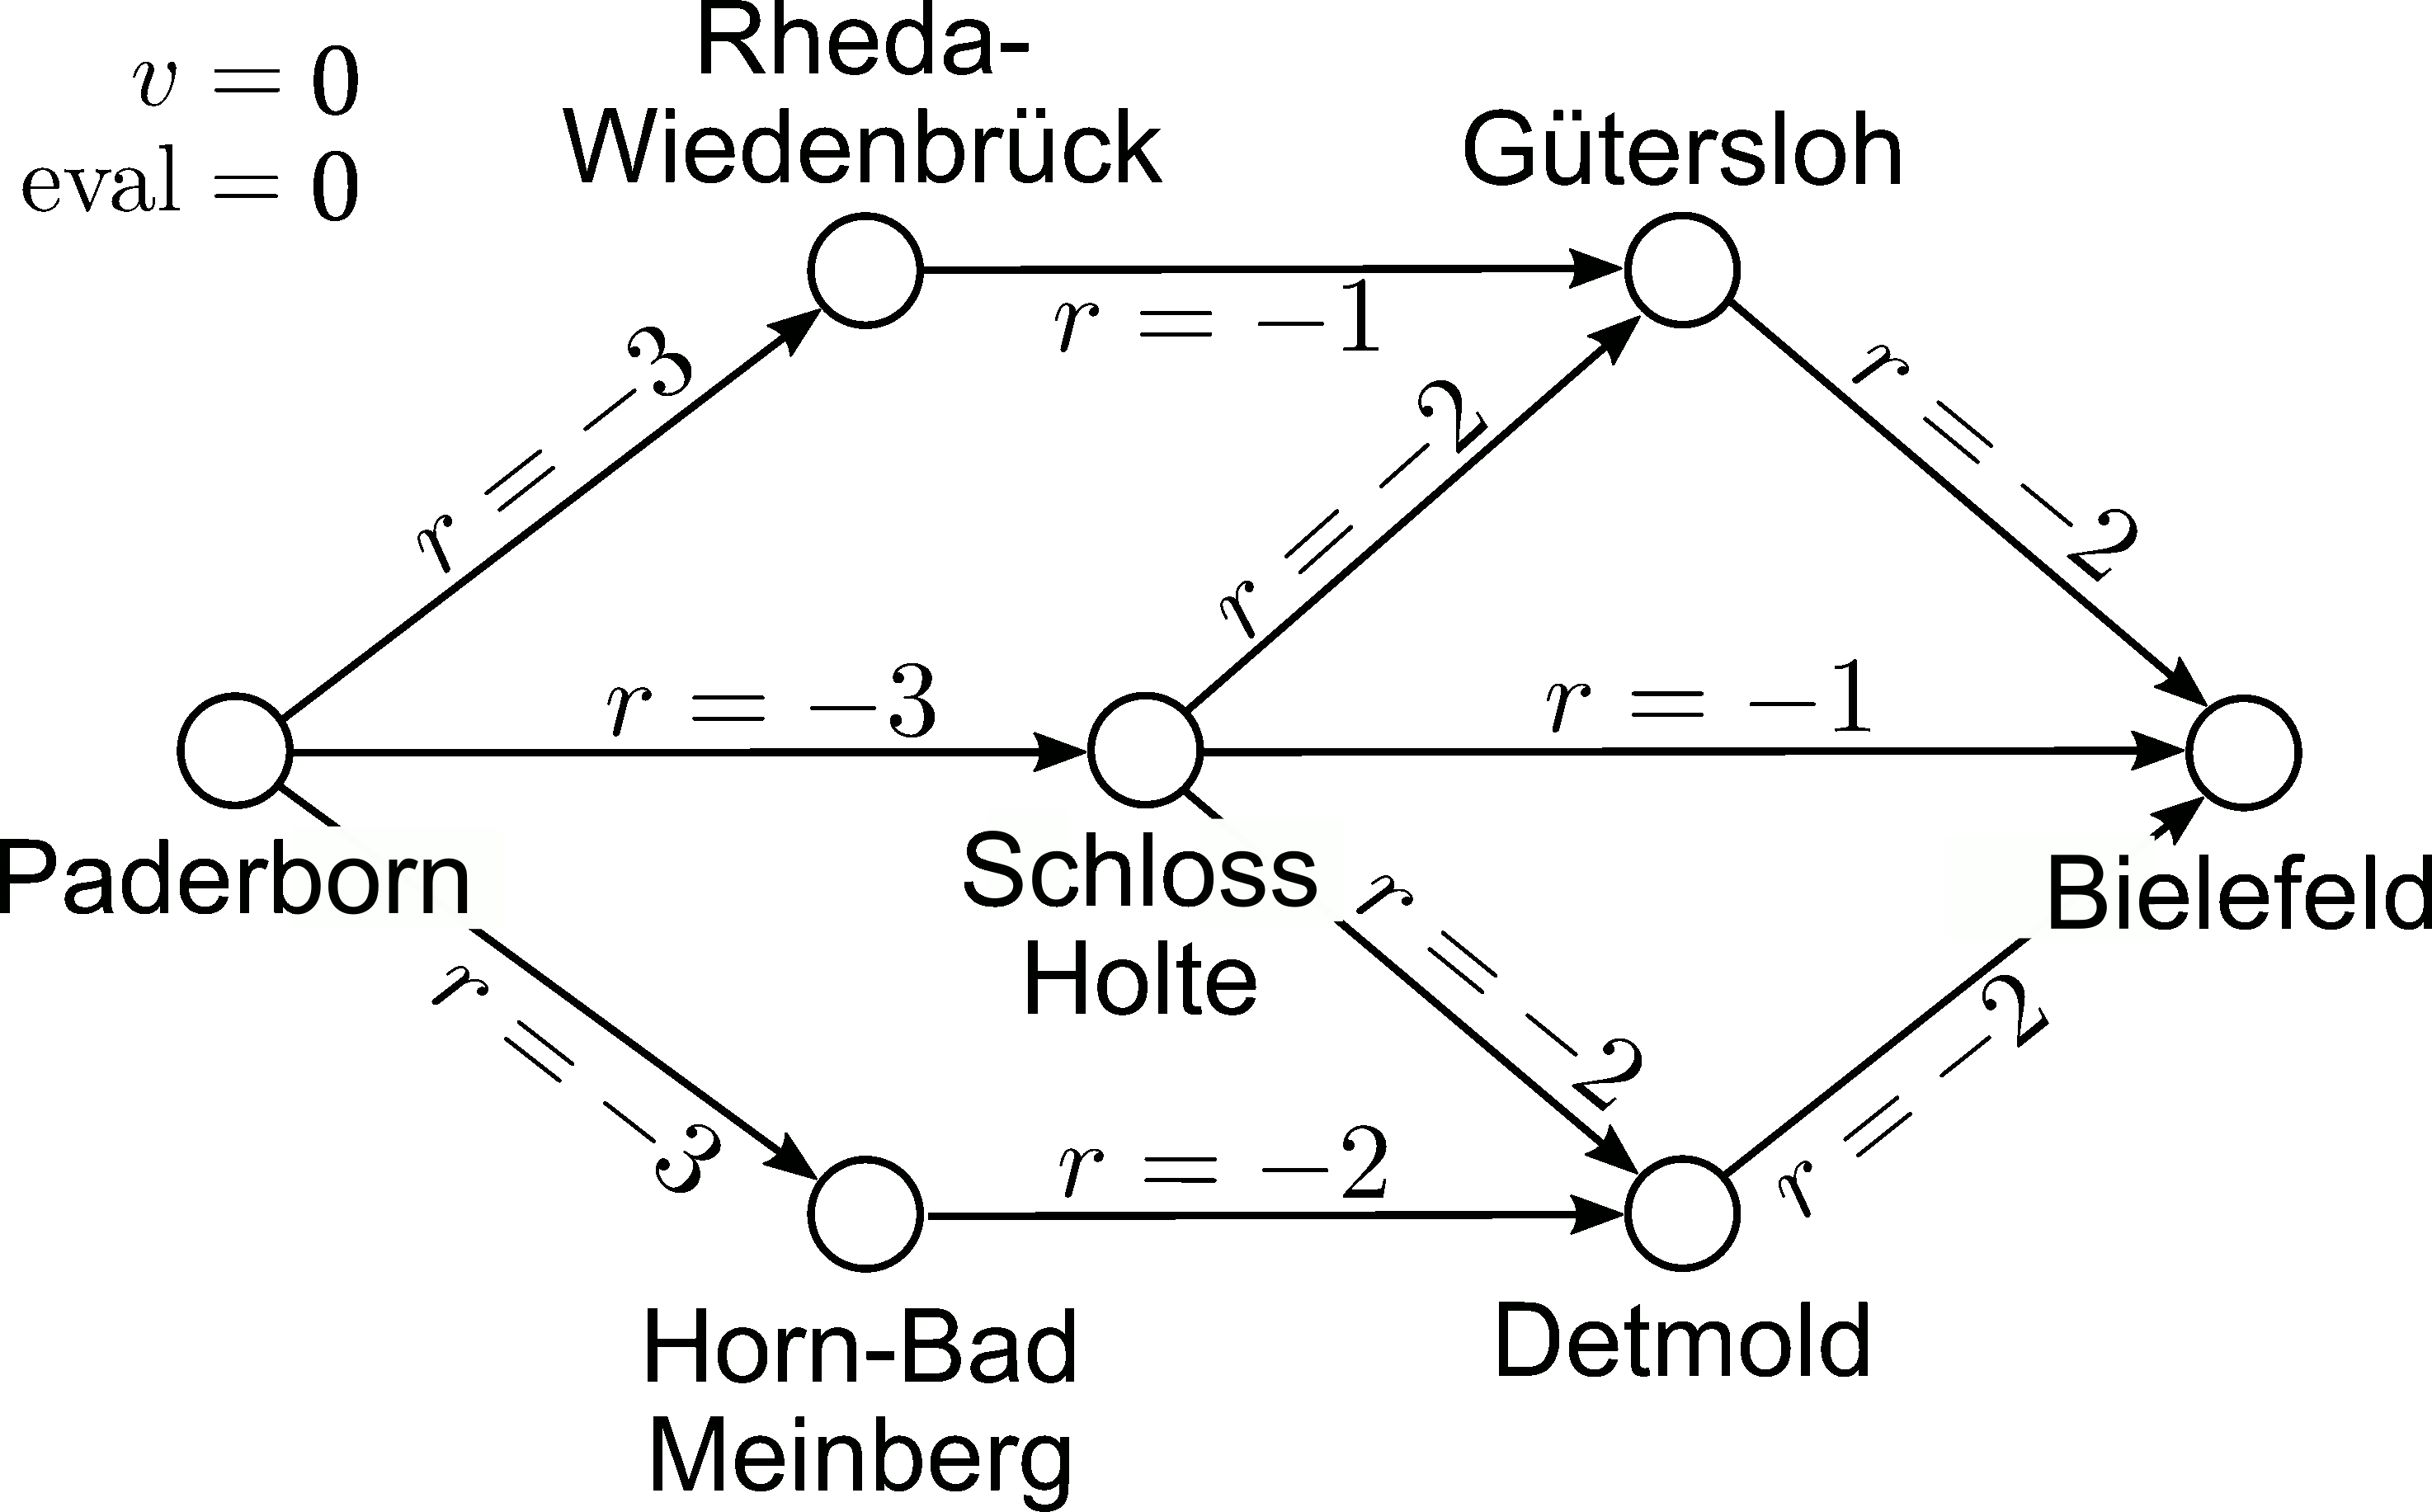 v = 0
eval = 0
Rheda-
Wiedenbrück
Gütersloh
r = −1
r = −3
r = −2
r = −2
r = −3
r = −1
Paderborn
Schloss
Holte
Bielefeld
r = −3
r = −2
r = −2
r = −2
Horn-Bad
Meinberg
Detmold